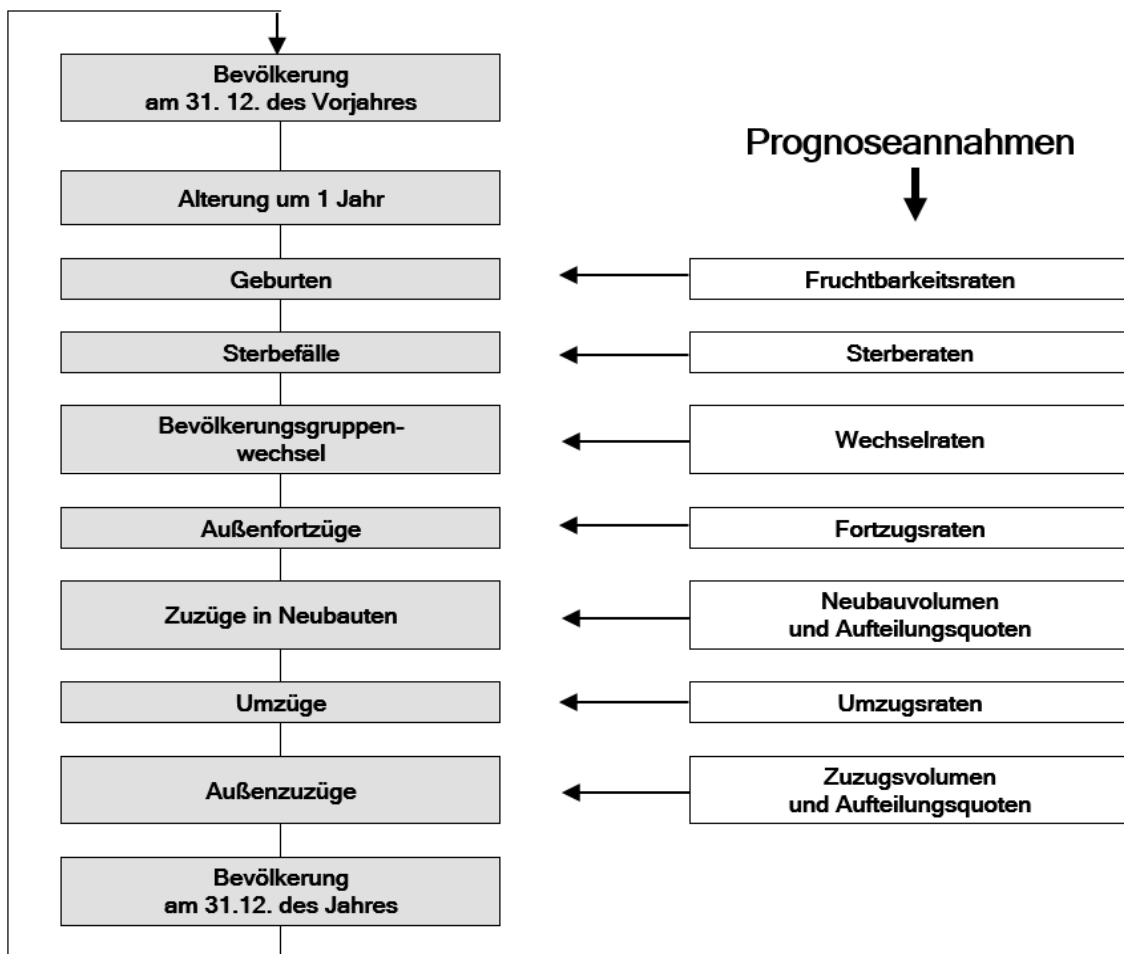 Bevölkerung
am 31. 12. des Vorjahres
Prognoseannahmen
Alterung um 1 Jahr
Geburten
Fruchtbarkeitsraten
Sterbefälle
Sterberaten
Bevölkerungsgruppen-
wechsel
Wechselraten
Außenfortzüge
Fortzugsraten
Zuzüge in Neubauten
Neubauvolumen
und Aufteilungsquoten
Umzüge
Umzugsraten
Außenzuzüge
Zuzugsvolumen
und Aufteilungsquoten
Bevölkerung
am 31.12. des Jahres